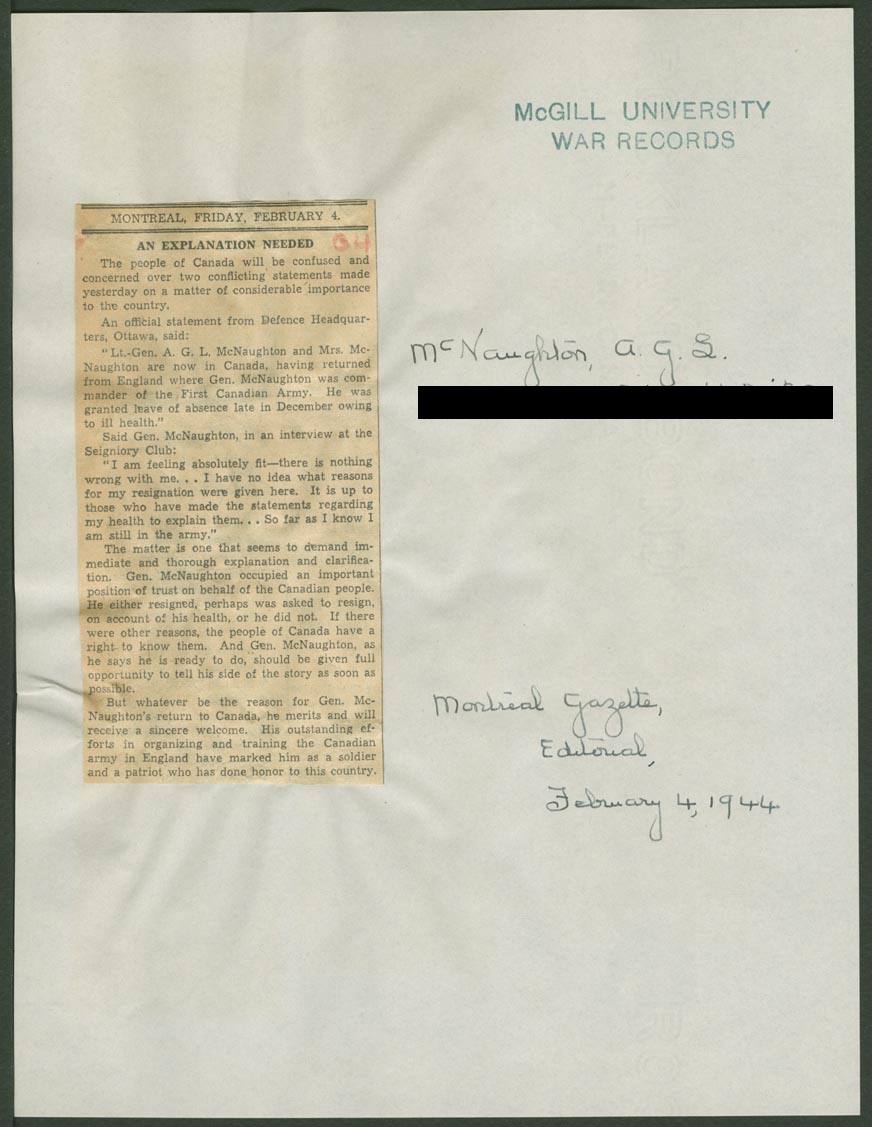 McGILL UNIVERSITY
WAR RECORDS
MONTREAL, FRIDAY, FEBRUARY 4.
AN EXPLANATION NEEDED
The people of Canada will be confused and
concerned over two conflicting statements made
yesterday on a matter of considerable importance
to the country.
An official statement from Defence Headquar-
ters, Ottawa, said:
"Lt.-Gen. A. G. L. McNaughton and Mrs. Mc-
Naughton are now in Canada, having returned
from England where Gen. McNaughton was com-
mander of the First Canadian Army. He was
granted leave of absence late in December owing
to ill health."
Said Gen. McNaughton, in an interview at the
Seigniory Club:
"I am feeling absolutely fit—there is nothing
wrong with me. . . I have no idea what reasons
for my resignation were given here. It is up to
those who have made the statements regarding
my health to explain them. . . So far as I know I
am still in the army."
The matter is one that seems to demand im-
mediate and thorough explanation and clarifica-
tion. Gen. McNaughton occupied an important
position of trust on behalf of the Canadian people.
He either resigned, perhaps was asked to resign,
on account of his health, or he did not. If there
were other reasons, the people of Canada have a
right to know them. And Gen. McNaughton, as
he says he is ready to do, should be given full
opportunity to tell his side of the story as soon as
possible.
But whatever be the reason for Gen. Mc-
Naughton's return to Canada, he merits and will
receive a sincere welcome. His outstanding ef-
forts in organizing and training the Canadian
army in England have marked him as a soldier
and a patriot who has done honor to this country.
McNaughton, A. G. L.
Montreal Gazette,
Editorial,
February 4, 1944